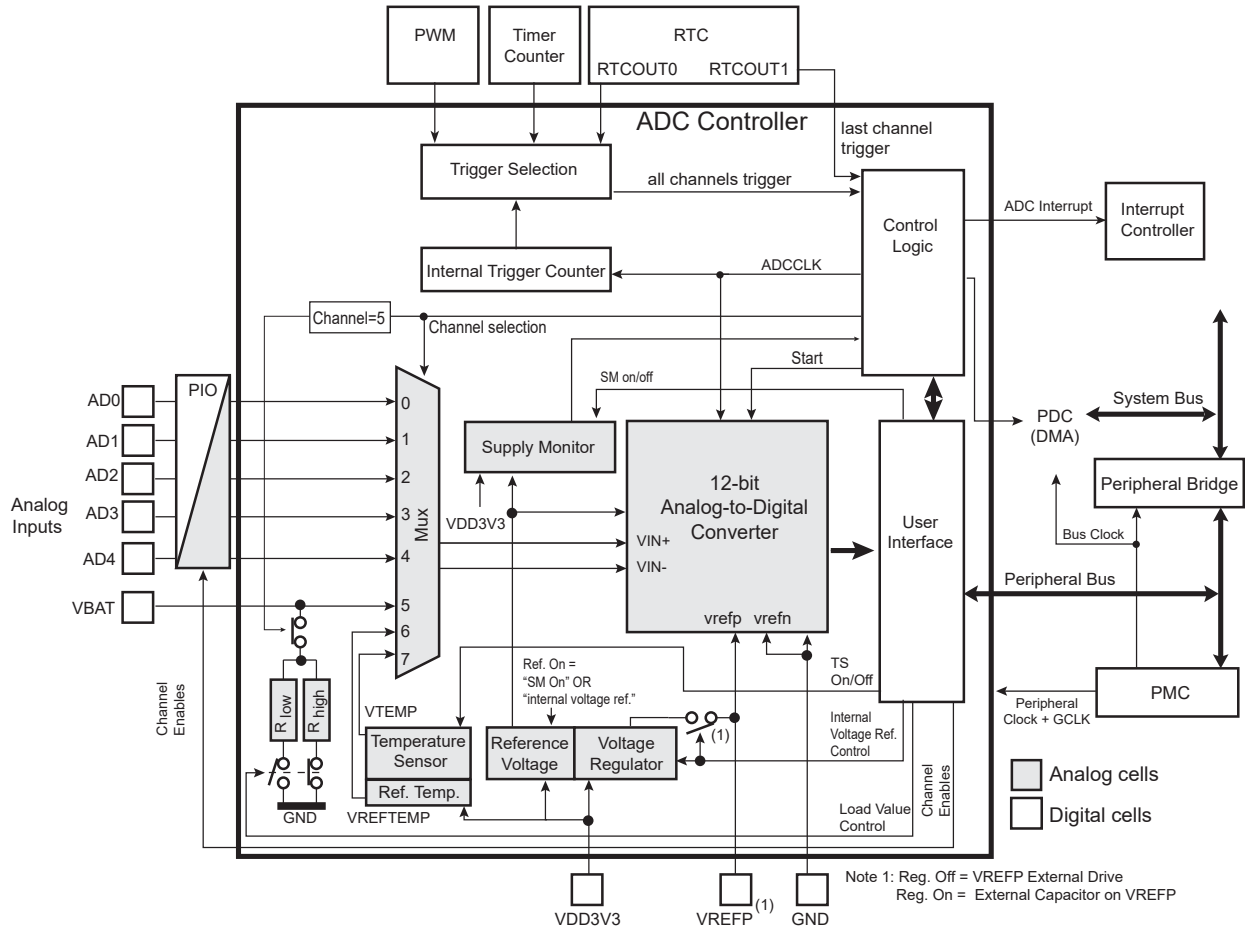 PWM
Timer
Counter
RTC
RTCOUT0 RTCOUT1
ADC Controller
last channel
trigger
Trigger Selection
all channels trigger
Control
Logic
ADC Interrupt
Interrupt
Controller
Internal Trigger Counter
ADCCLK
Channel=5
Channel selection
Start
SM on/off
PIO
AD0
AD1
AD2
AD3
AD4
Analog
Inputs
VBAT
0
1
2
3
4
5
6
7
Mux
Supply Monitor
VDD3V3
12-bit
Analog-to-Digital
Converter
VIN+
VIN-
vrefp vrefn
User
Interface
PDC
(DMA)
System Bus
Peripheral Bridge
Bus Clock
Peripheral Bus
PMC
Peripheral
Clock + GCLK
Channel
Enables
R low
R high
GND
VTEMP
Temperature
Sensor
Ref. Temp.
VREFTEMP
Ref. On =
“SM On” OR
“internal voltage ref.”
Reference
Voltage
Voltage
Regulator
(1)
TS
On/Off
Internal
Voltage Ref.
Control
Channel
Enables
Load Value
Control
Analog cells
Digital cells
VDD3V3
VREFP (1)
GND
Note 1: Reg. Off = VREFP External Drive
Reg. On = External Capacitor on VREFP